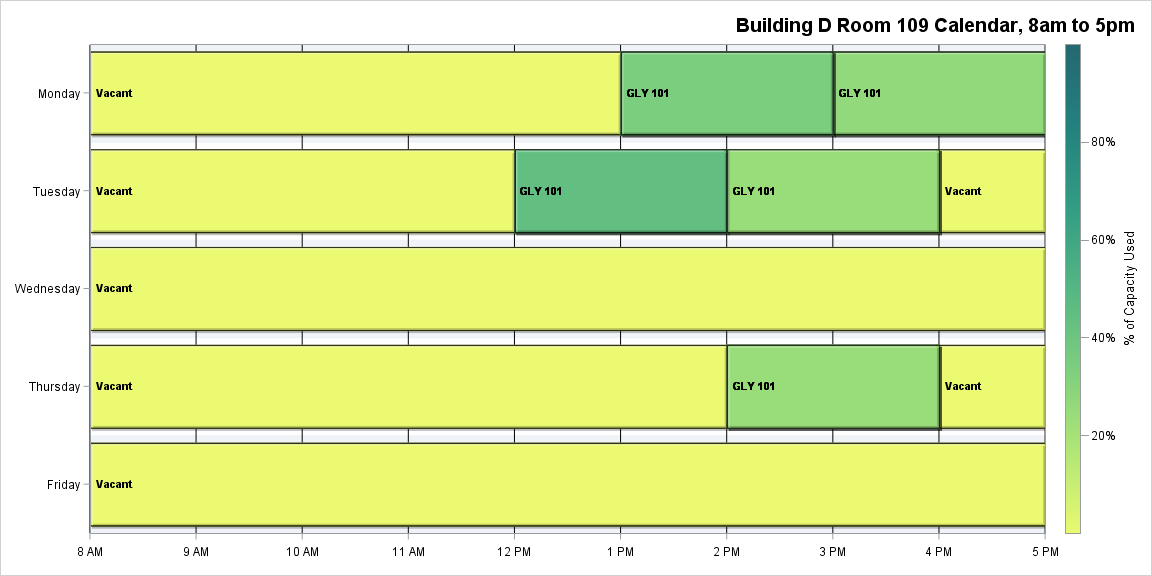 Building D Room 109 Calendar, 8am to 5pm
Monday
Vacant
GLY 101
GLY 101
Tuesday
Vacant
GLY 101
GLY 101
Vacant
Wednesday
Vacant
Thursday
Vacant
GLY 101
Vacant
Friday
Vacant
8 AM
9 AM
10 AM
11 AM
12 PM
1 PM
2 PM
3 PM
4 PM
5 PM
80%
60%
40%
20%
% of Capacity Used